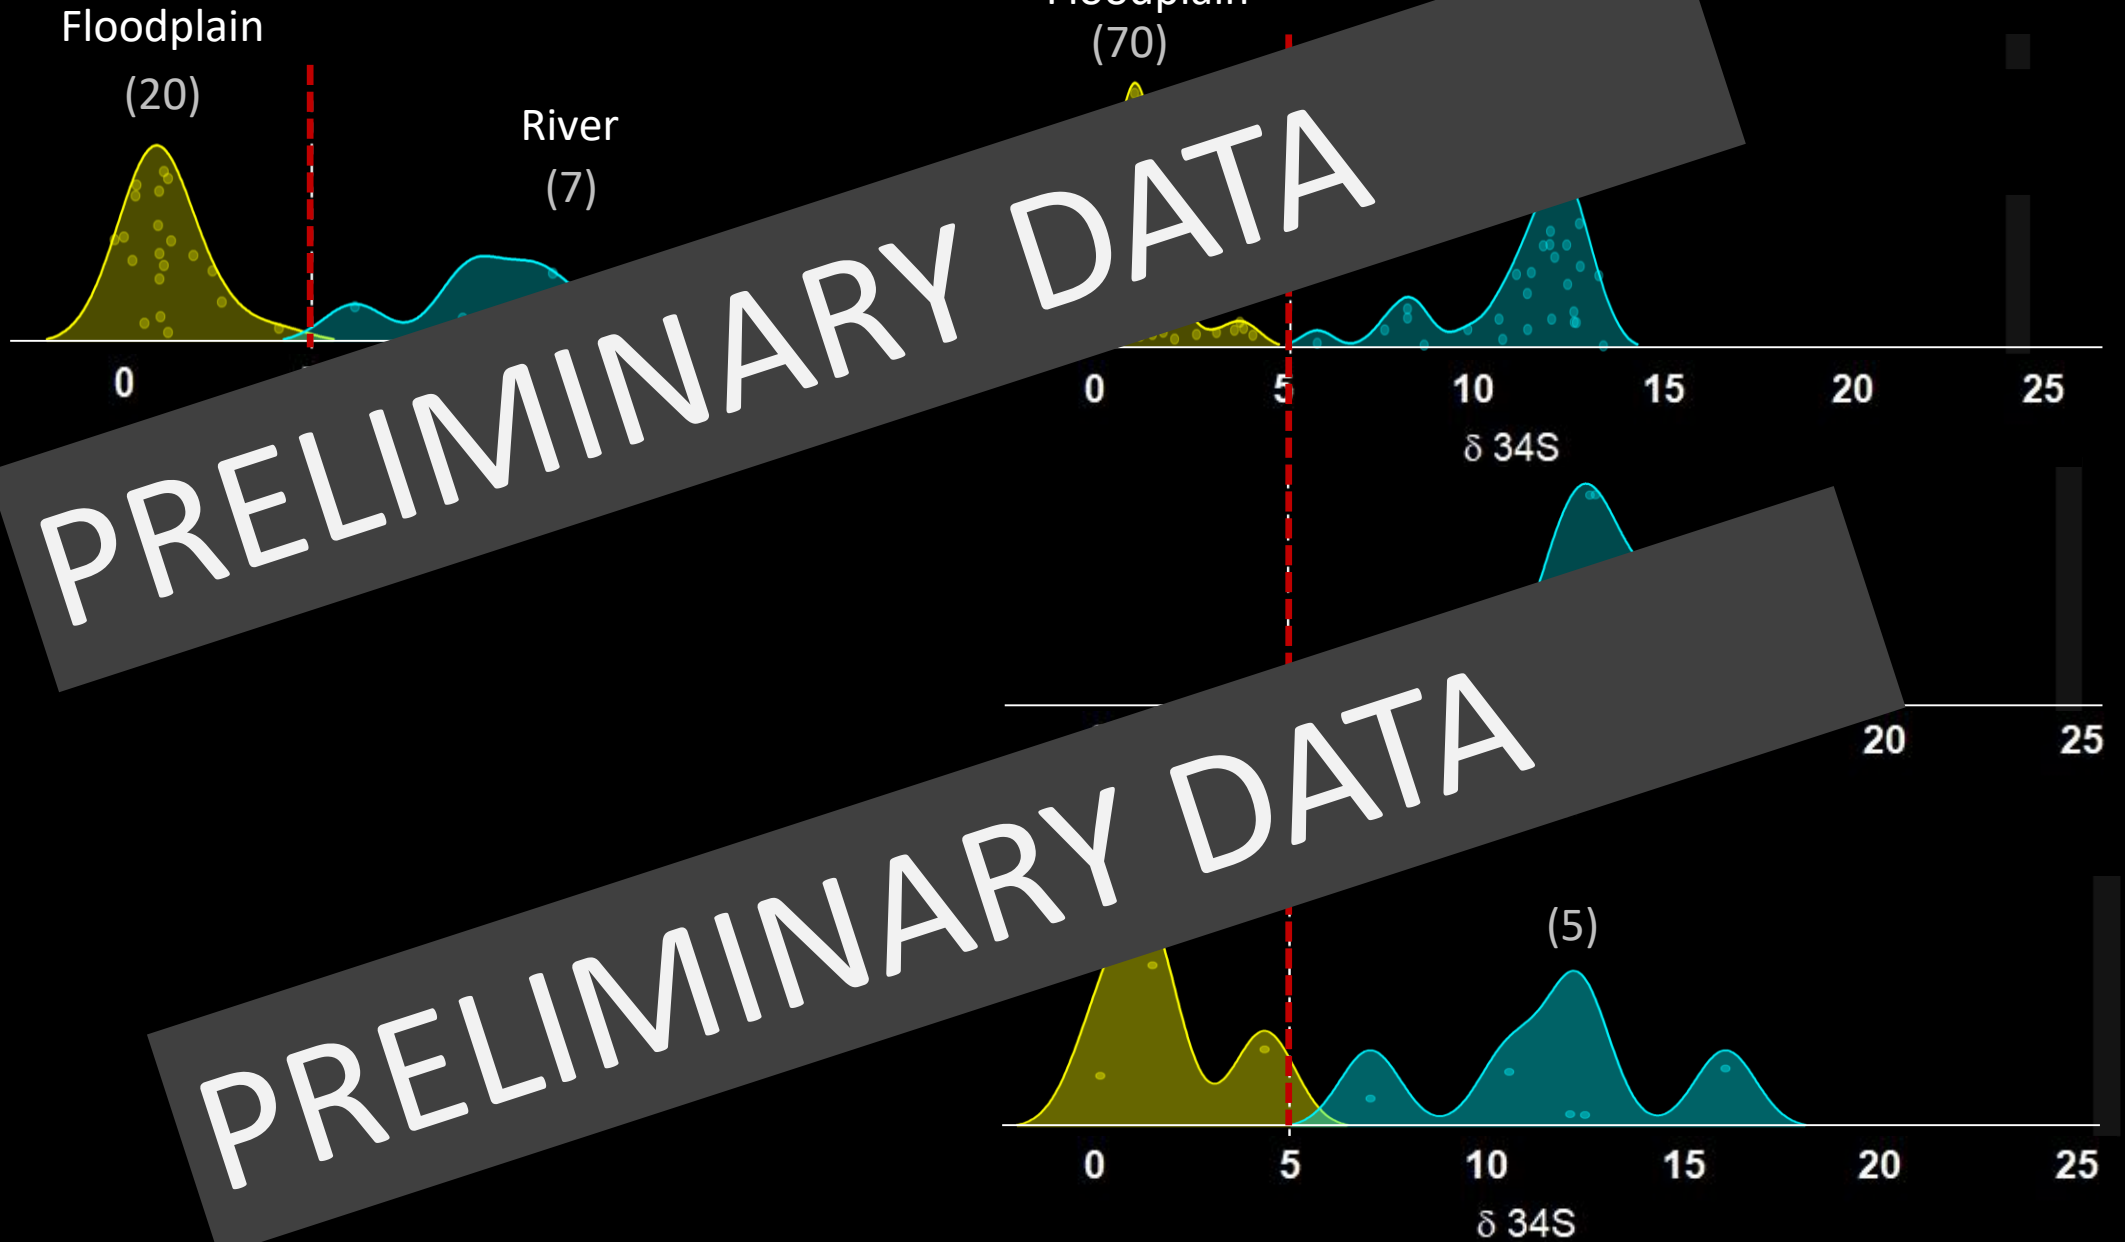 Floodplain
(20)
River
(7)
Floodplain
(70)
0
0 5 10 15 20 25
δ 34S
PRELIMINARY DATA
20 25
(5)
PRELIMINARY DATA
0 5 10 15 20 25
δ 34S